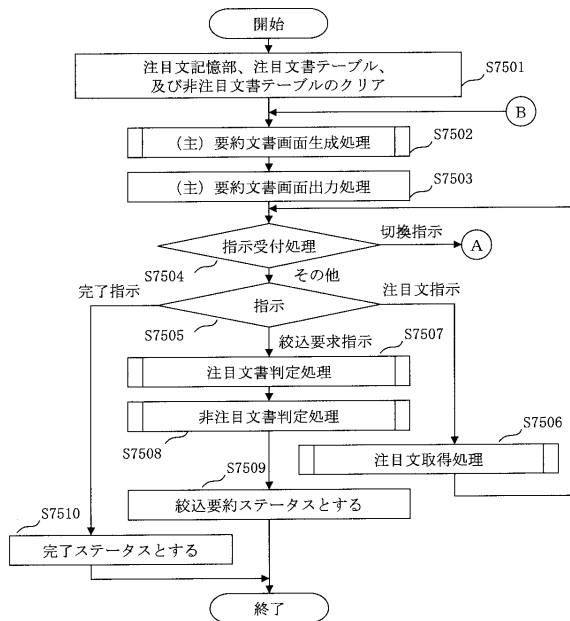 開始
注目文記憶部、注目文書テーブル、
及び非注目文書テーブルのクリア
S7501
B
（主）要約文書画面生成処理
S7502
（主）要約文書画面出力処理
S7503
指示受付処理
切換指示
A
S7504
その他
完了指示
指示
注目文指示
S7505
絞込要求指示
S7507
注目文書判定処理
非注目文書判定処理
S7508
S7506
注目文取得処理
S7509
絞込要約ステータスとする
S7510
完了ステータスとする
終了